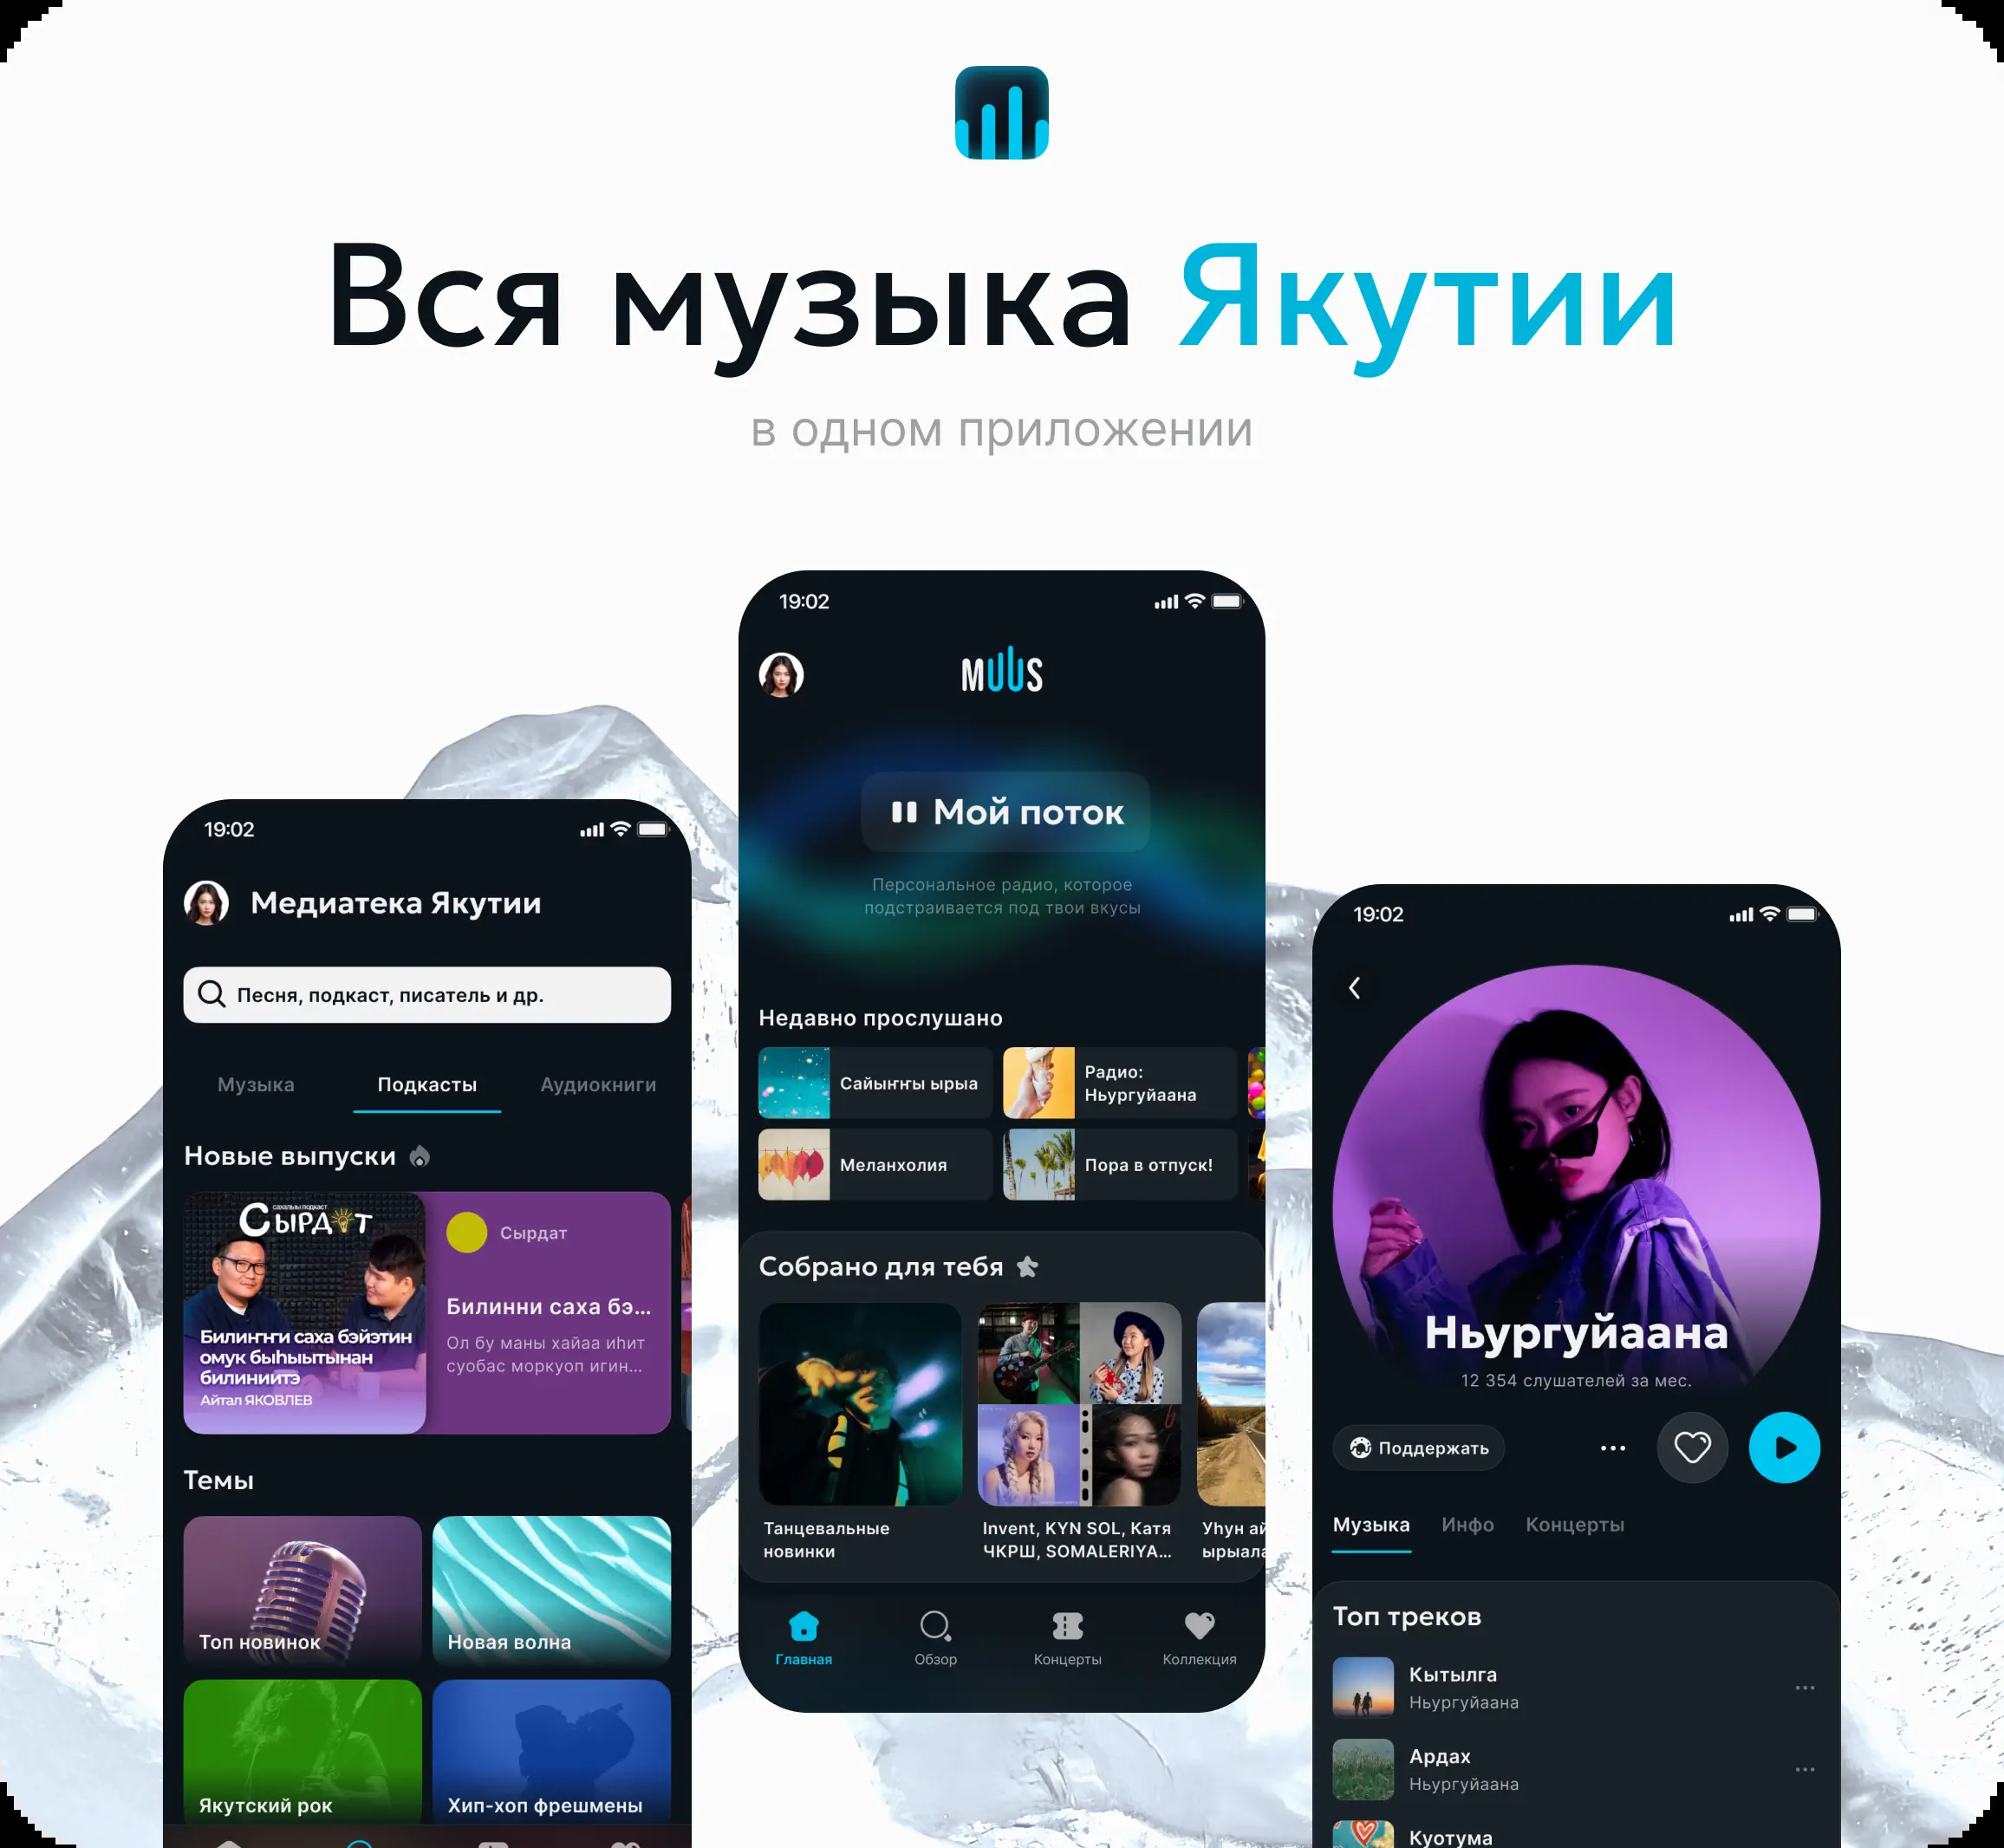 Вся музыка Якутии
в одном приложении
19:02
Медиатека Якутии
Песня, подкаст, писатель и др.
Музыка Подкасты Аудиокниги
Новые выпуски
сахалыы подкаст
Сырдат
Билиҥҥи саха бэйэтин
омук быһыытынан
билиниитэ
Айтал ЯКОВЛЕВ
Сырдат
Билинни саха бэ...
Ол бу маны хайаа иһит
суобас моркуоп игин...
Темы
Топ новинок
Новая волна
Якутский рок
Хип-хоп фрешмены
19:02
MUUS
Мой поток
Персональное радио, которое
подстраивается под твои вкусы
Недавно прослушано
Сайыҥҥы ырыа
Радио:
Ньургуйаана
Меланхолия
Пора в отпуск!
Собрано для тебя
Танцевальные
новинки
Invent, KYN SOL, Катя
ЧКРШ, SOMALERIYA...
Уһун ай
ырыала
Главная Обзор Концерты Коллекция
19:02
Ньургуйаана
12 354 слушателей за мес.
Поддержать
Музыка Инфо Концерты
Топ треков
Кытылга
Ньургуйаана
Ардах
Ньургуйаана
Куотума